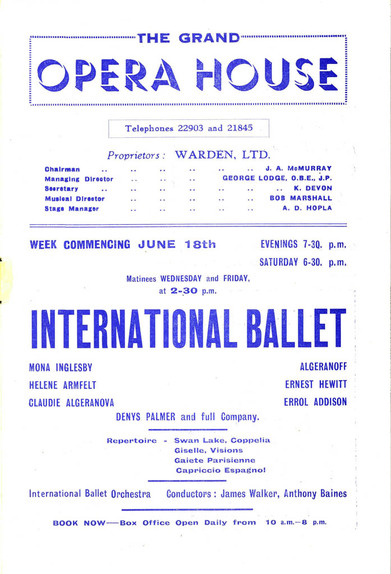 THE GRAND
OPERA HOUSE
Telephones 22903 and 21845
Proprietors : WARDEN, LTD.
Chairman .. .. .. .. .. .. J. A. McMURRAY
Managing Director .. .. .. GEORGE LODGE, O.B.E., J.P.
Secretary .. .. .. .. .. .. .. K. DEVON
Musical Director .. .. .. .. .. BOB MARSHALL
Stage Manager .. .. .. .. .. A. D. HOPLA
WEEK COMMENCING JUNE 18th EVENINGS 7-30. p.m.
SATURDAY 6-30. p.m.
Matinees WEDNESDAY and FRIDAY,
at 2-30 p.m.
INTERNATIONAL BALLET
MONA INGLESBY ALGERANOFF
HELENE ARMFELT ERNEST HEWITT
CLAUDIE ALGERANOVA ERROL ADDISON
DENYS PALMER and full Company.
Repertoire - Swan Lake, Coppelia
Giselle, Visions
Gaiete Parisienne
Capriccio Espagnol
International Ballet Orchestra Conductors : James Walker, Anthony Baines
BOOK NOW—Box Office Open Daily from 10 a.m.—8 p.m.